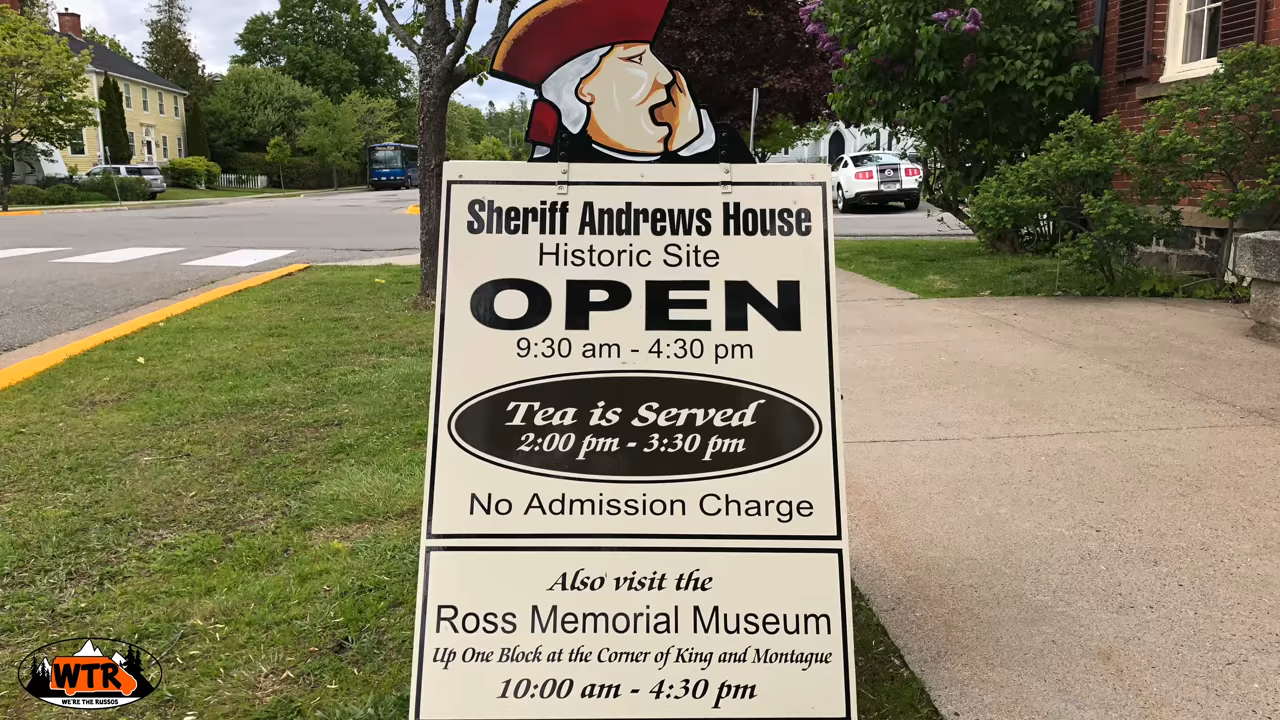 Sheriff Andrews House
Historic Site
OPEN
9:30 am - 4:30 pm
Tea is Served
2:00 pm - 3:30 pm
No Admission Charge
Also visit the
Ross Memorial Museum
Up One Block at the Corner of King and Montague
10:00 am - 4:30 pm
WTR
WE'RE THE RUSSOS